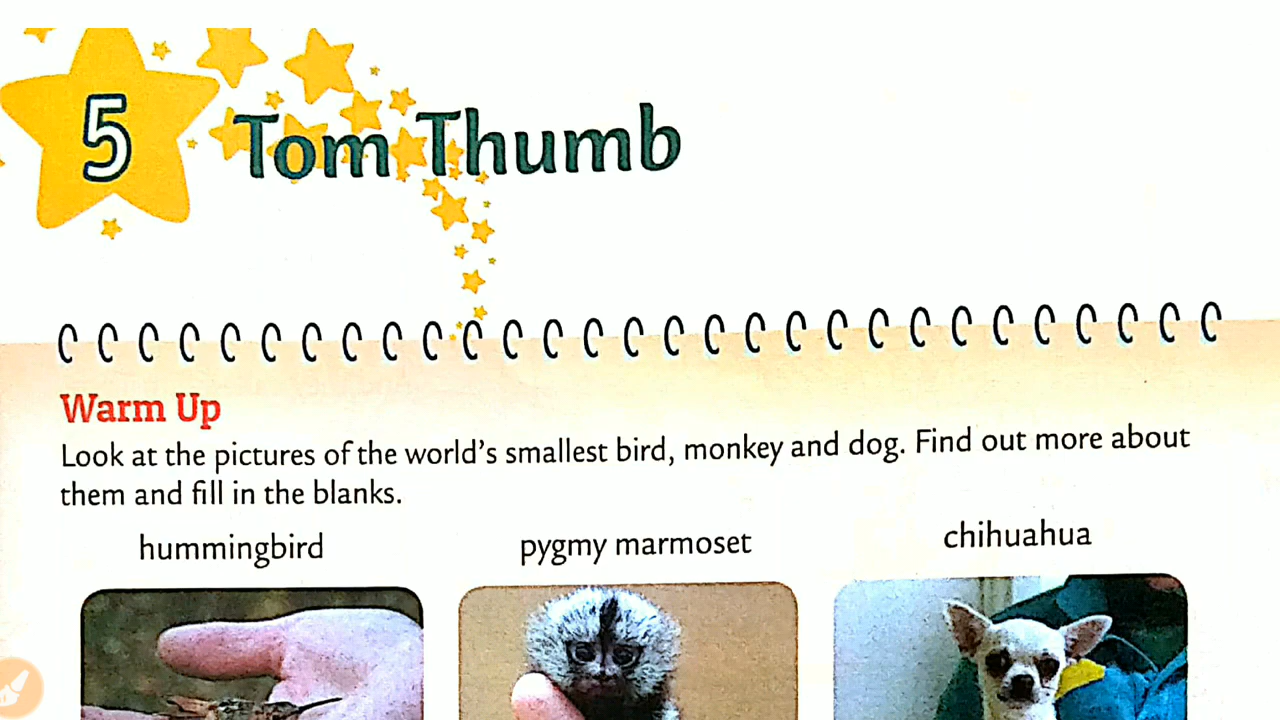 5 Tom Thumb
Warm Up
Look at the pictures of the world's smallest bird, monkey and dog. Find out more about
them and fill in the blanks.
hummingbird pygmy marmoset chihuahua